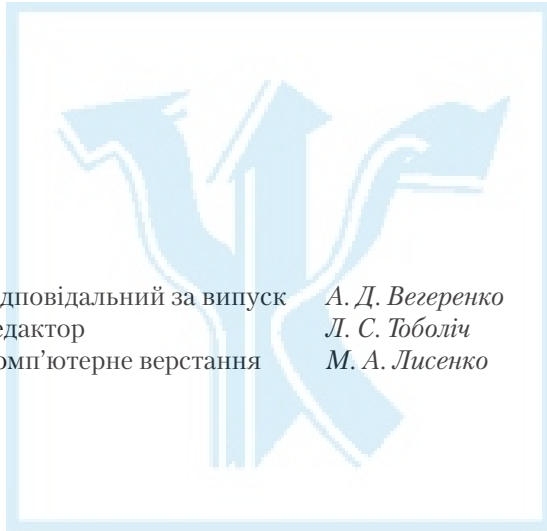 дповідальний за випуск А. Д. Вегеренко
едактор Л. С. Тоболіч
омп’ютерне верстання М. А. Лисенко